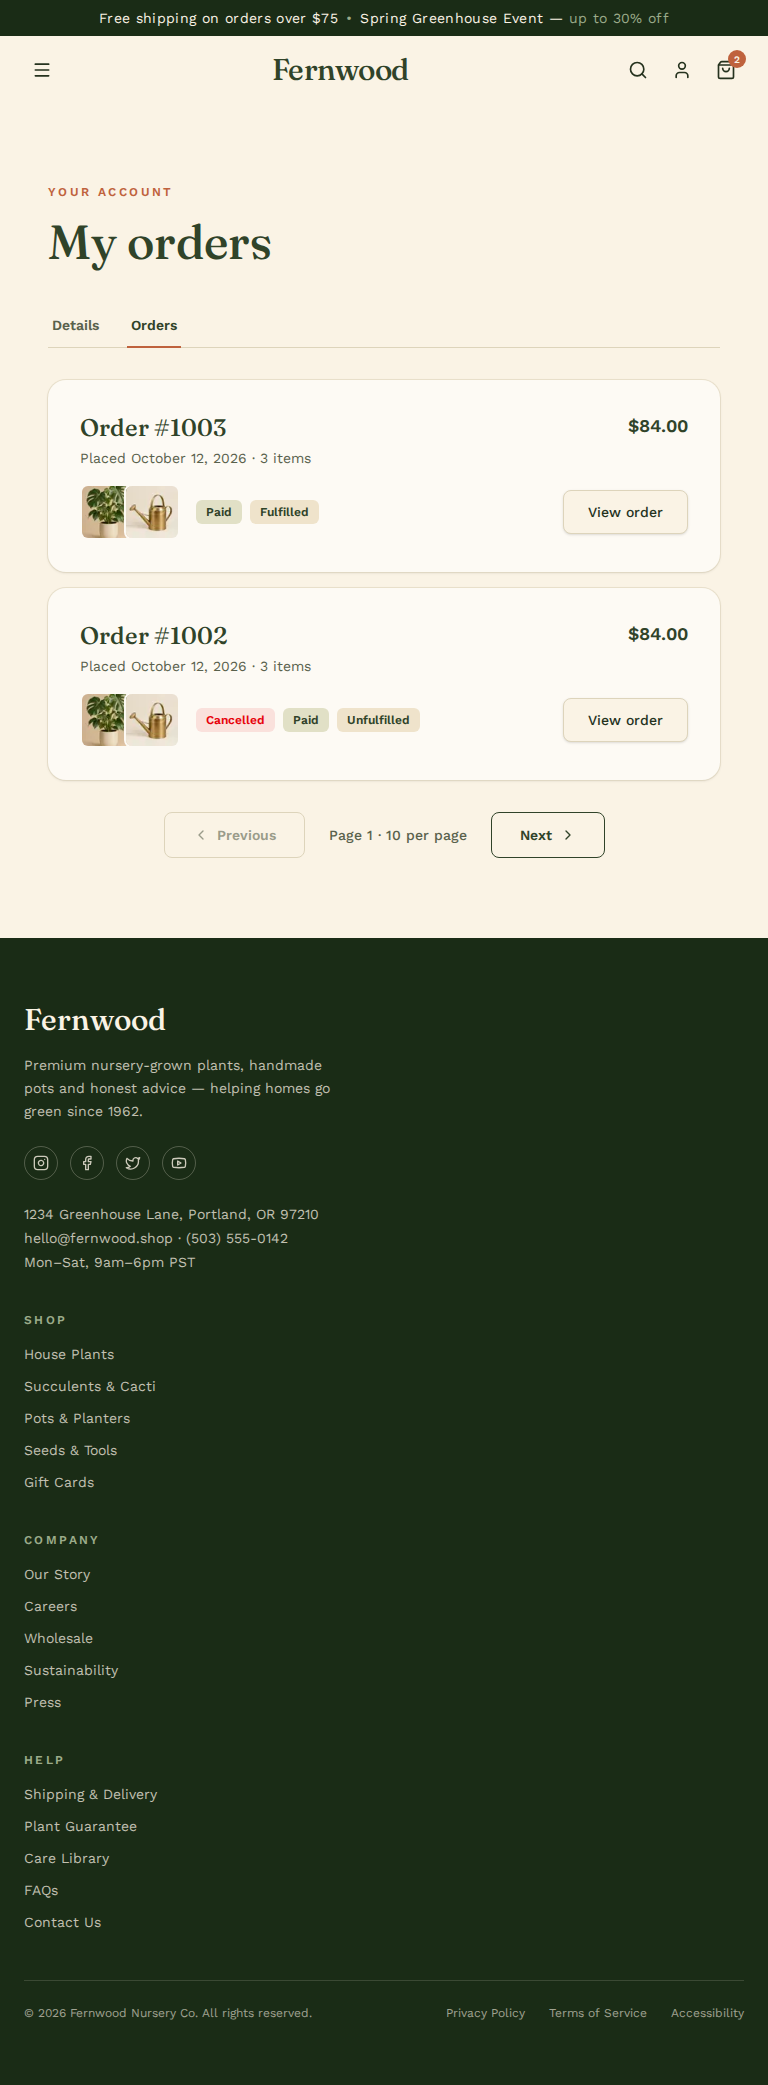 Free shipping on orders over $75 • Spring Greenhouse Event — up to 30% off
Fernwood
2
YOUR ACCOUNT
My orders
Details Orders
Order #1003 $84.00
Placed October 12, 2026 · 3 items
Paid Fulfilled View order
Order #1002 $84.00
Placed October 12, 2026 · 3 items
Cancelled Paid Unfulfilled View order
Previous Page 1 · 10 per page Next
Fernwood
Premium nursery-grown plants, handmade
pots and honest advice — helping homes go
green since 1962.
1234 Greenhouse Lane, Portland, OR 97210
hello@fernwood.shop · (503) 555-0142
Mon–Sat, 9am–6pm PST
SHOP
House Plants
Succulents & Cacti
Pots & Planters
Seeds & Tools
Gift Cards
COMPANY
Our Story
Careers
Wholesale
Sustainability
Press
HELP
Shipping & Delivery
Plant Guarantee
Care Library
FAQs
Contact Us
© 2026 Fernwood Nursery Co. All rights reserved. Privacy Policy Terms of Service Accessibility